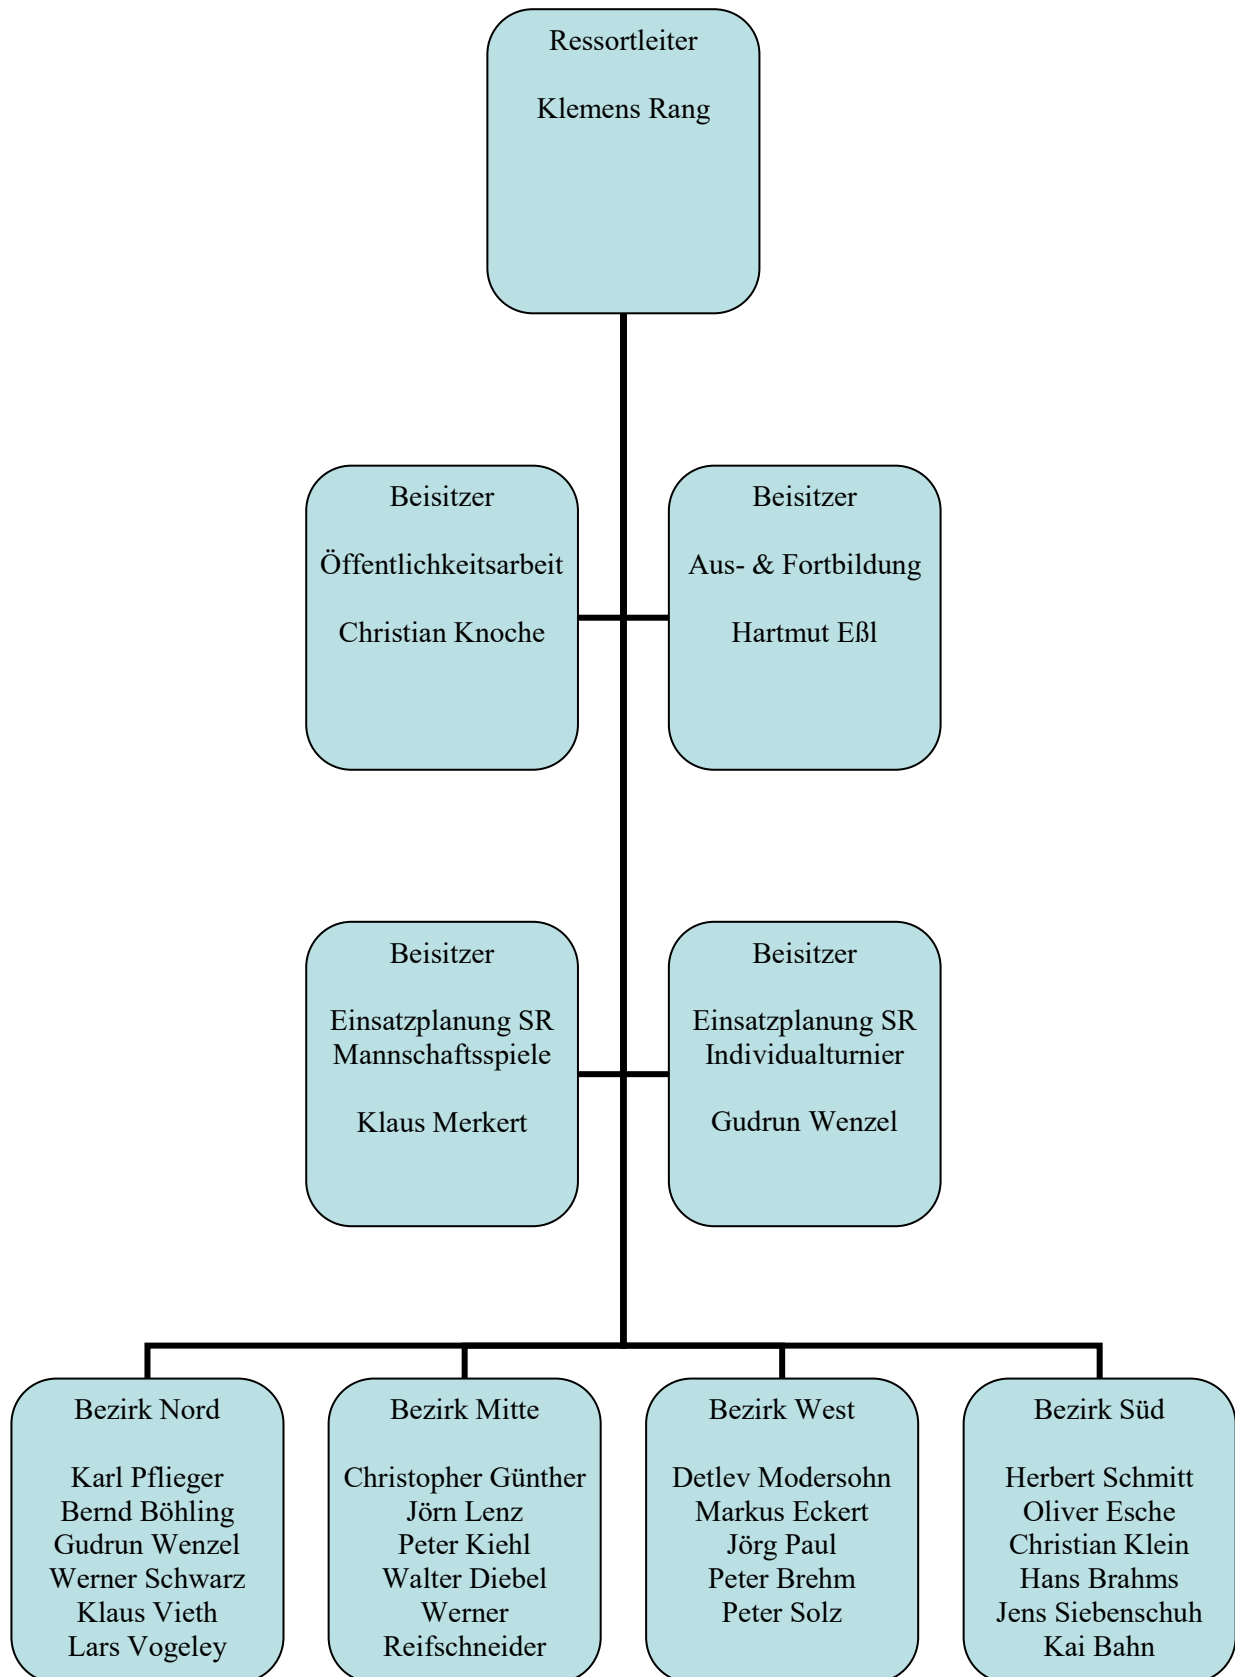 Ressortleiter
Klemens Rang
Beisitzer
Öffentlichkeitsarbeit
Christian Knoche
Beisitzer
Aus- & Fortbildung
Hartmut Eßl
Beisitzer
Einsatzplanung SR
Mannschaftsspiele
Klaus Merkert
Beisitzer
Einsatzplanung SR
Individualturnier
Gudrun Wenzel
Bezirk Nord
Karl Pflieger
Bernd Böhling
Gudrun Wenzel
Werner Schwarz
Klaus Vieth
Lars Vogeley
Bezirk Mitte
Christopher Günther
Jörn Lenz
Peter Kiehl
Walter Diebel
Werner
Reifschneider
Bezirk West
Detlev Modersohn
Markus Eckert
Jörg Paul
Peter Brehm
Peter Solz
Bezirk Süd
Herbert Schmitt
Oliver Esche
Christian Klein
Hans Brahms
Jens Siebenschuh
Kai Bahn